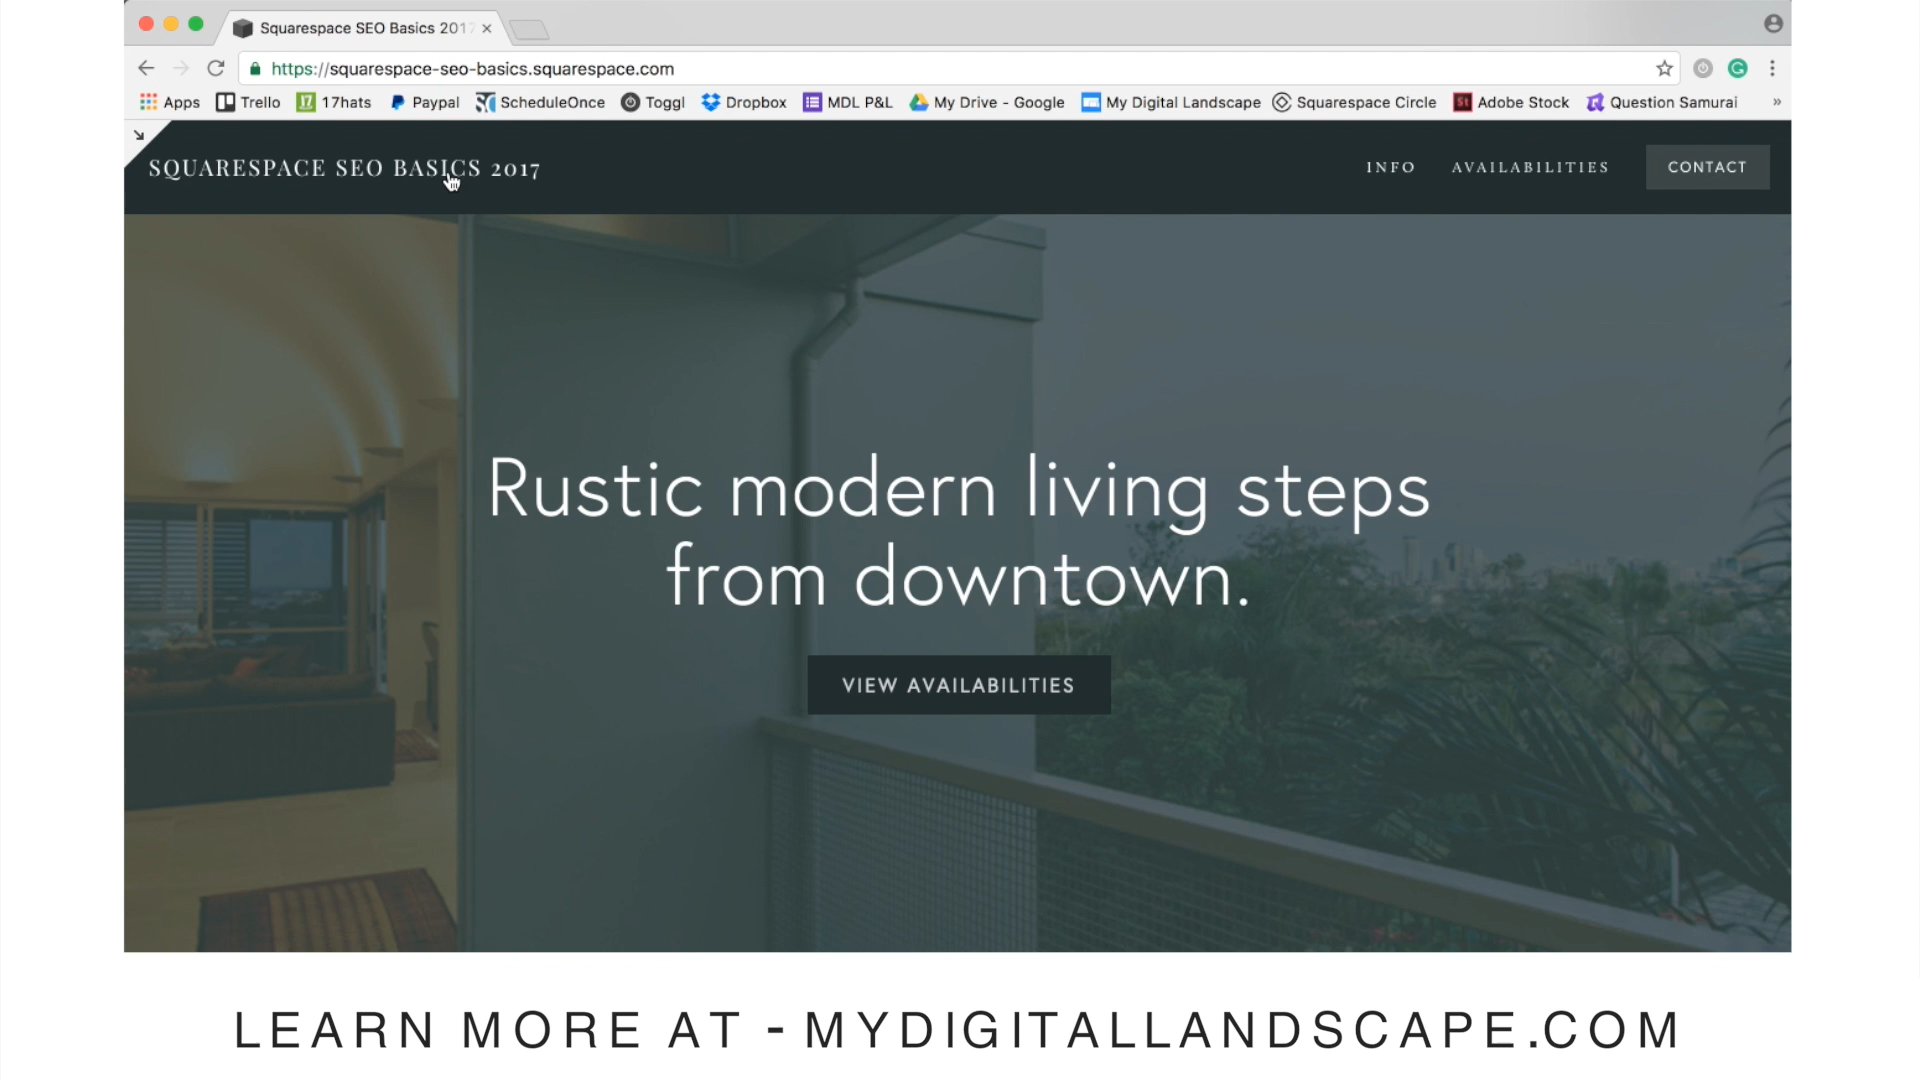 Squarespace SEO Basics 2017
https://squarespace-seo-basics.squarespace.com
Apps Trello 17hats Paypal ScheduleOnce Toggl Dropbox MDL P&L My Drive - Google My Digital Landscape Squarespace Circle Adobe Stock Question Samurai »
SQUARESPACE SEO BASICS 2017 INFO AVAILABILITIES CONTACT
Rustic modern living steps
from downtown.
VIEW AVAILABILITIES
LEARN MORE AT - MYDIGITALLANDSCAPE.COM